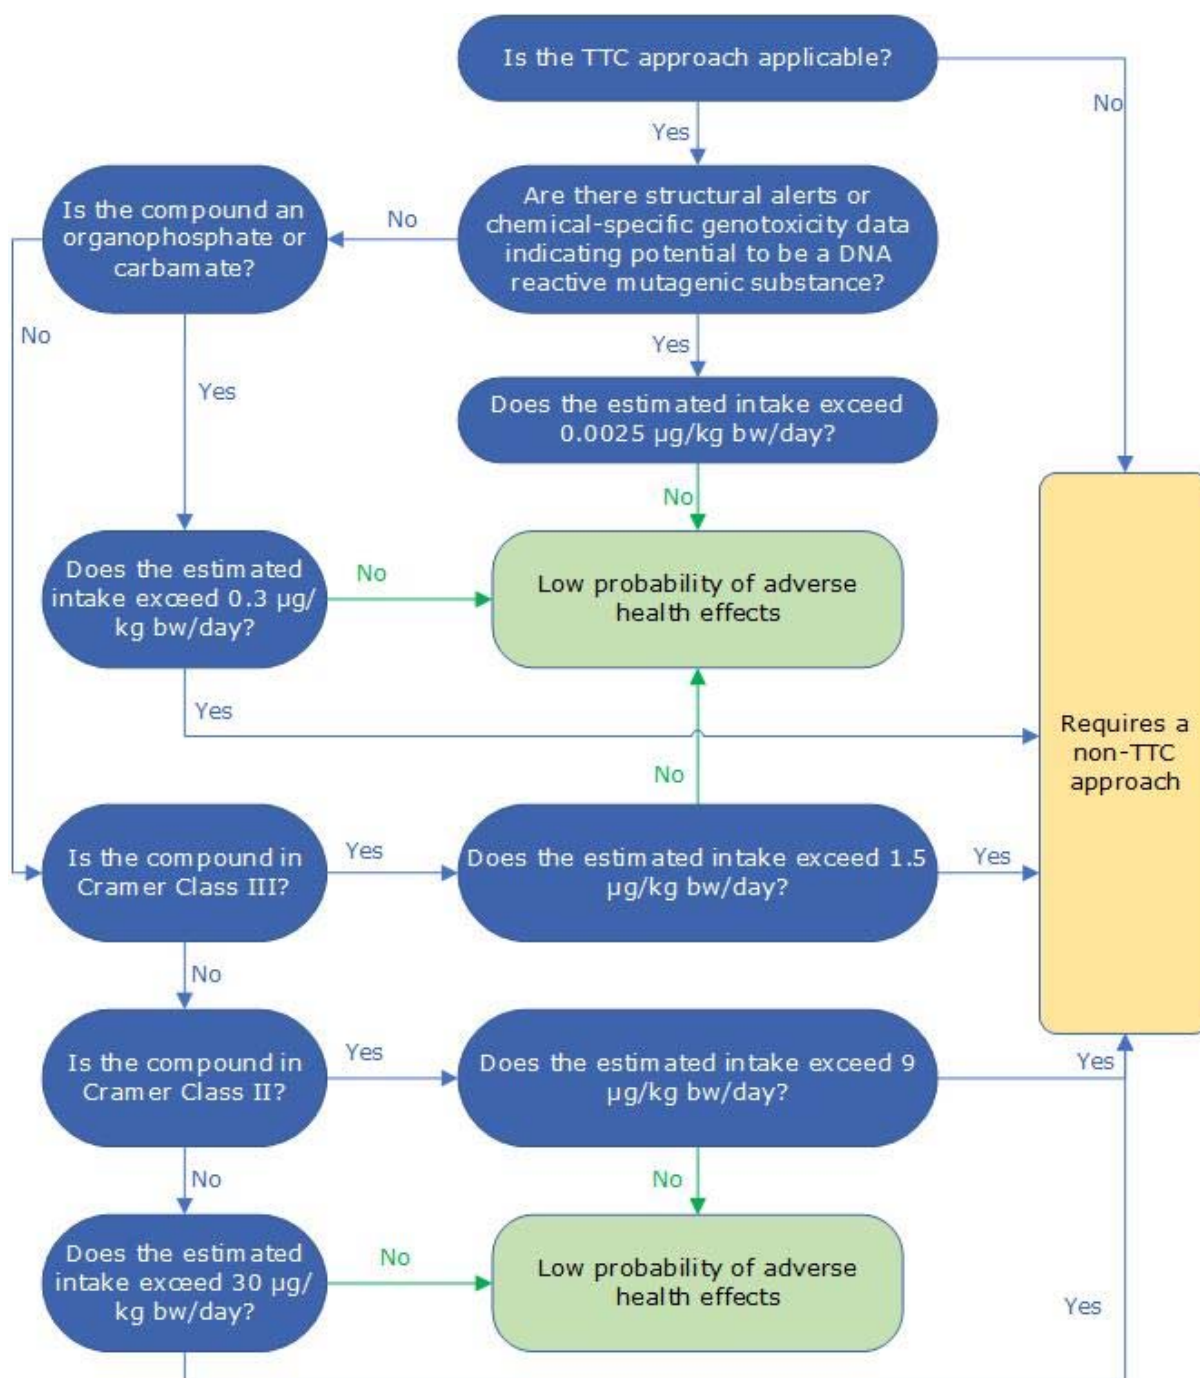 Is the TTC approach applicable?
No
Yes
Is the compound an
organophosphate or
carbamate?
No
Are there structural alerts or
chemical-specific genotoxicity data
indicating potential to be a DNA
reactive mutagenic substance?
No
Yes
Yes
Does the estimated intake exceed
0.0025 µg/kg bw/day?
No
Does the estimated
intake exceed 0.3 µg/
kg bw/day?
No
Low probability of adverse
health effects
Yes
Requires a
non-TTC
approach
No
Is the compound in
Cramer Class III?
Yes
Does the estimated intake exceed 1.5
µg/kg bw/day?
Yes
No
Is the compound in
Cramer Class II?
Yes
Does the estimated intake exceed 9
µg/kg bw/day?
Yes
No
No
Does the estimated
intake exceed 30 µg/
kg bw/day?
No
Low probability of adverse
health effects
Yes